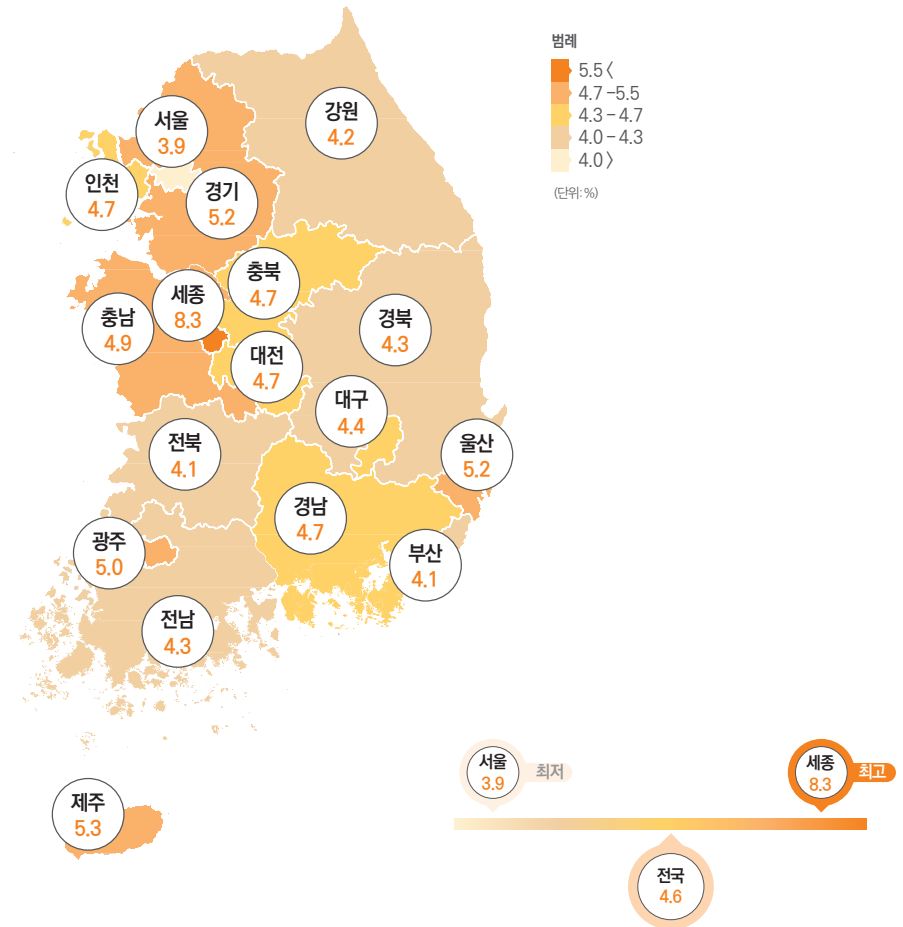 범례
5.5 〈
4.7 –5.5
4.3 – 4.7
4.0 – 4.3
4.0 〉
(단위: %)
서울
3.9
강원
4.2
인천
4.7
경기
5.2
충북
4.7
세종
8.3
충남
4.9
경북
4.3
대전
4.7
대구
4.4
전북
4.1
울산
5.2
경남
4.7
광주
5.0
부산
4.1
전남
4.3
제주
5.3
서울
3.9
최저
세종
8.3
최고
전국
4.6